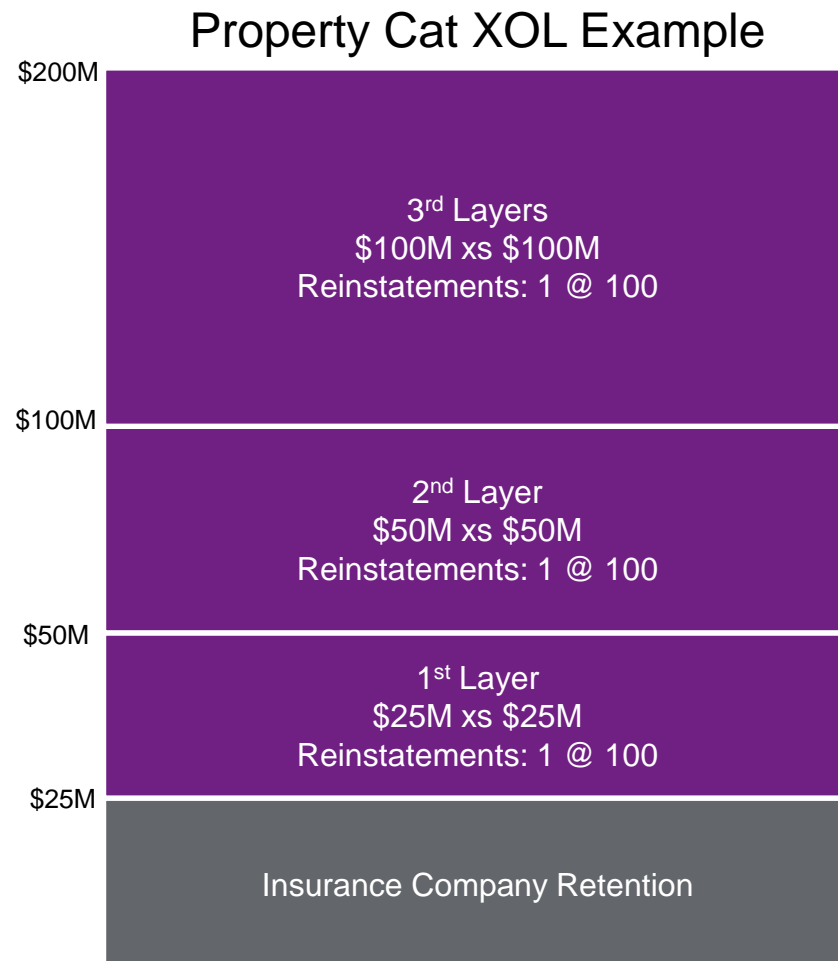 Property Cat XOL Example
$200M
3rd Layers
$100M xs $100M
Reinstatements: 1 @ 100
$100M
2nd Layer
$50M xs $50M
Reinstatements: 1 @ 100
$50M
1st Layer
$25M xs $25M
Reinstatements: 1 @ 100
$25M
Insurance Company Retention